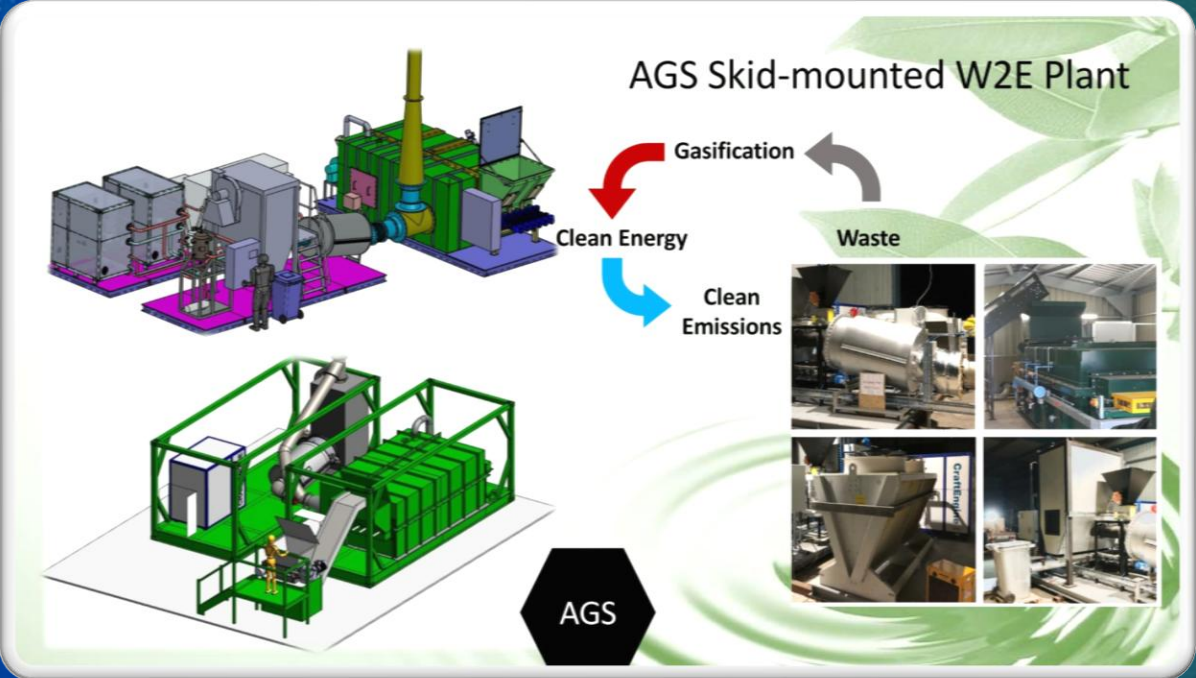 AGS Skid-mounted W2E Plant
Gasification
Clean Energy
Waste
Clean
Emissions
AGS